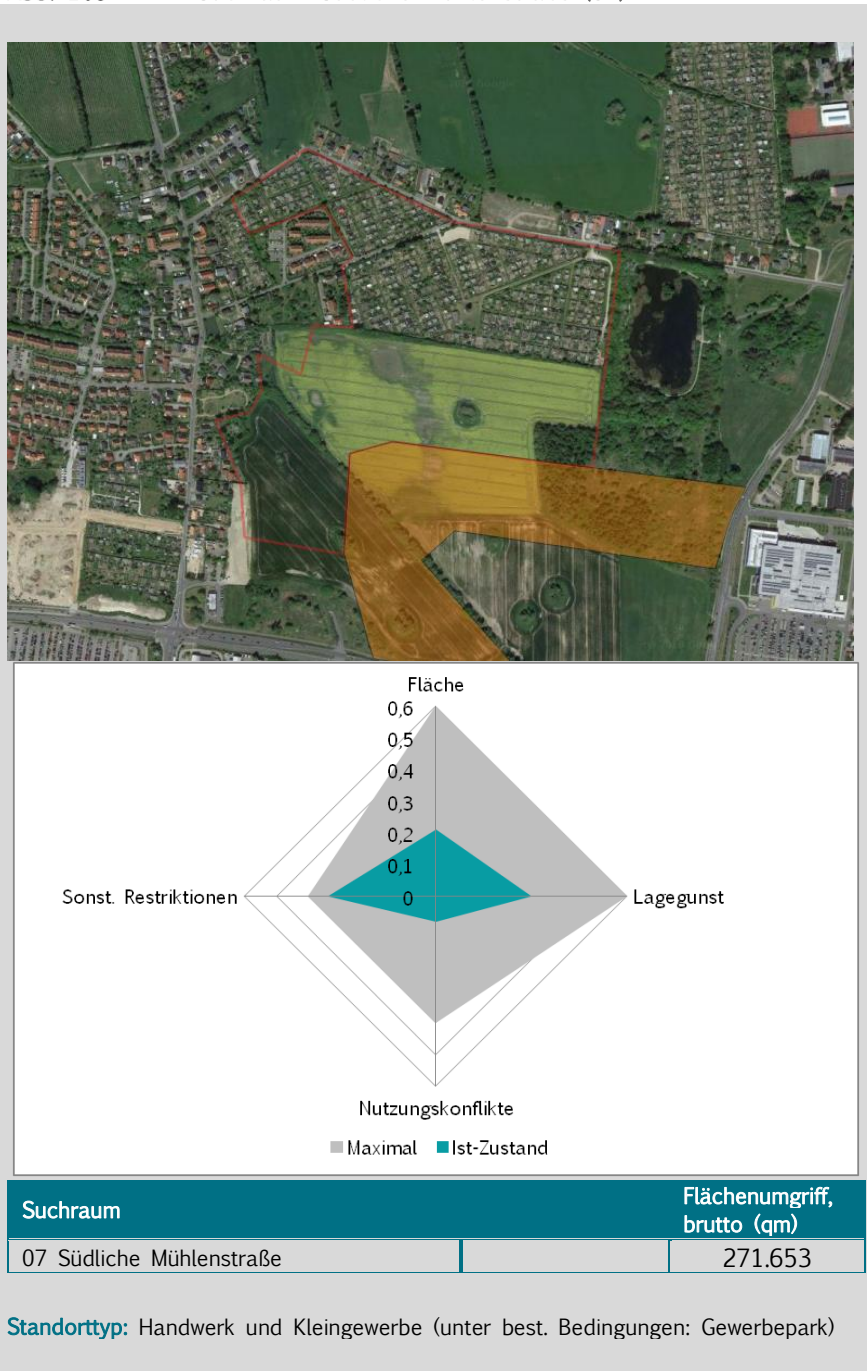 Fläche
0,6
0,5
0,4
0,3
0,2
0,1
0
Sonst. Restriktionen
Lagegunst
Nutzungskonflikte
Maximal Ist-Zustand
Suchraum
Flächenumgriff,
brutto (qm)
07 Südliche Mühlenstraße 271.653
Standorttyp: Handwerk und Kleingewerbe (unter best. Bedingungen: Gewerbepark)